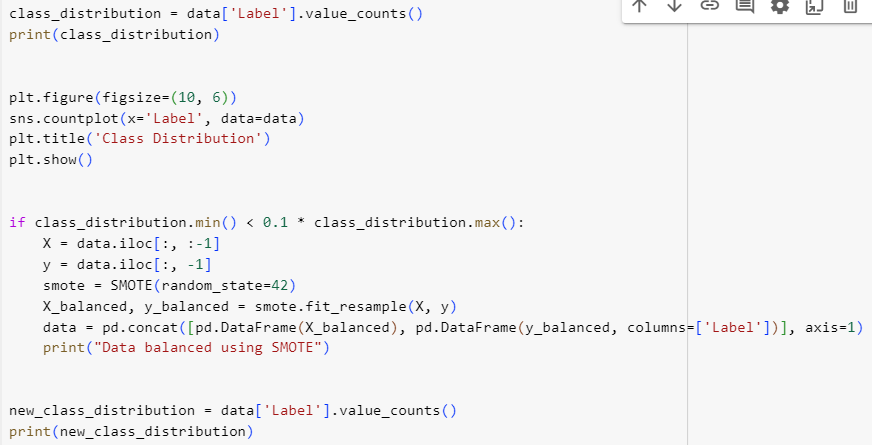 class_distribution = data['Label'].value_counts()
print(class_distribution)
plt.figure(figsize=(10, 6))
sns.countplot(x='Label', data=data)
plt.title('Class Distribution')
plt.show()
if class_distribution.min() < 0.1 * class_distribution.max():
    X = data.iloc[:, :-1]
    y = data.iloc[:, -1]
    smote = SMOTE(random_state=42)
    X_balanced, y_balanced = smote.fit_resample(X, y)
    data = pd.concat([pd.DataFrame(X_balanced), pd.DataFrame(y_balanced, columns=['Label'])], axis=1)
    print("Data balanced using SMOTE")
new_class_distribution = data['Label'].value_counts()
print(new_class_distribution)